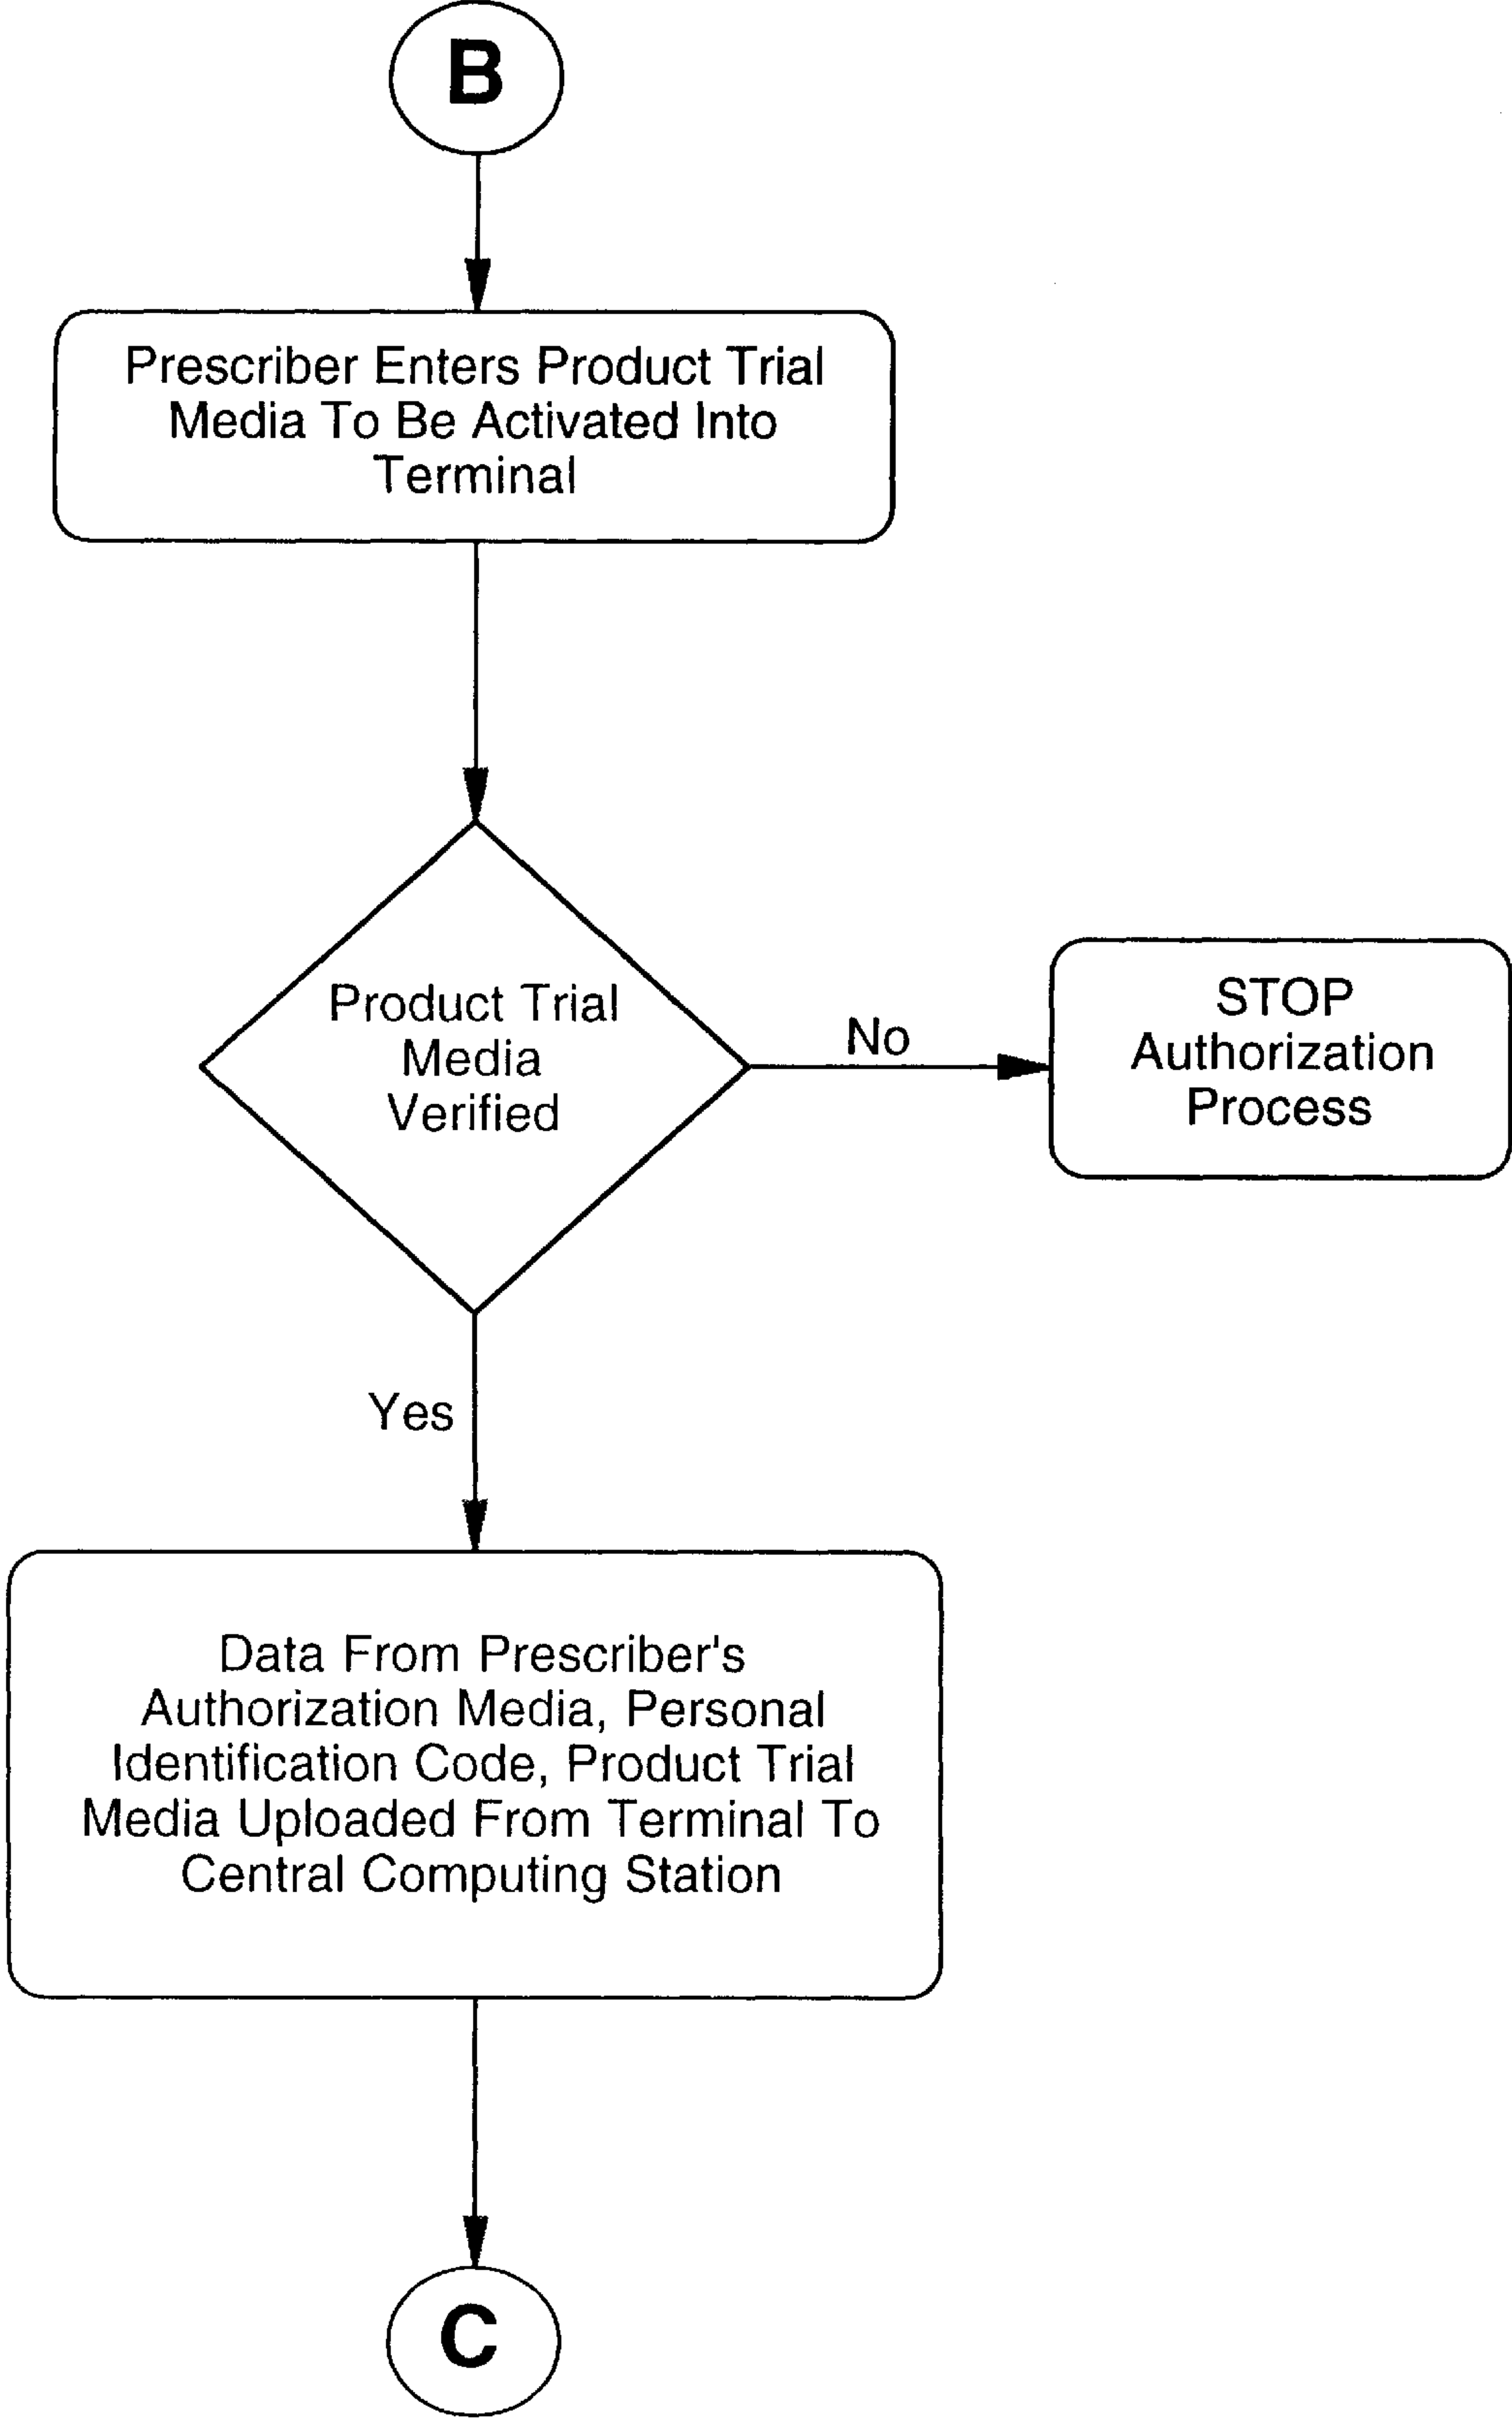 B
Prescriber Enters Product Trial
Media To Be Activated Into
Terminal
Product Trial
Media
Verified
No
STOP
Authorization
Process
Yes
Data From Prescriber's
Authorization Media, Personal
Identification Code, Product Trial
Media Uploaded From Terminal To
Central Computing Station
C